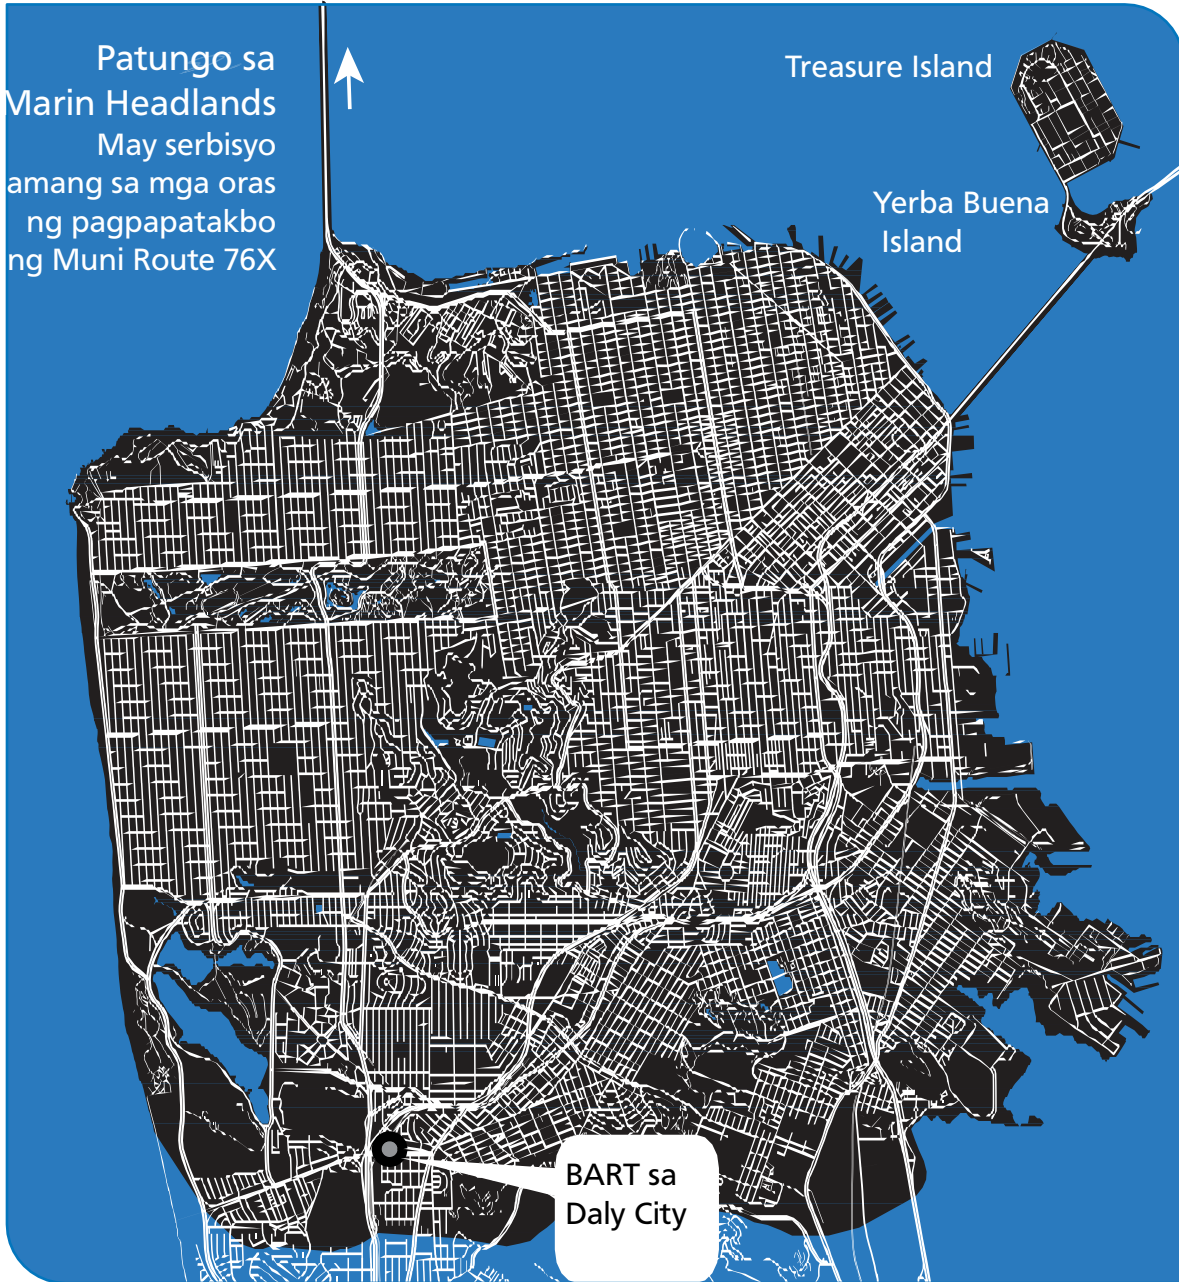 Patungo sa
Marin Headlands
May serbisyo
amang sa mga oras
ng pagpapatakbo
ng Muni Route 76X
Treasure Island
Yerba Buena
Island
BART sa
Daly City